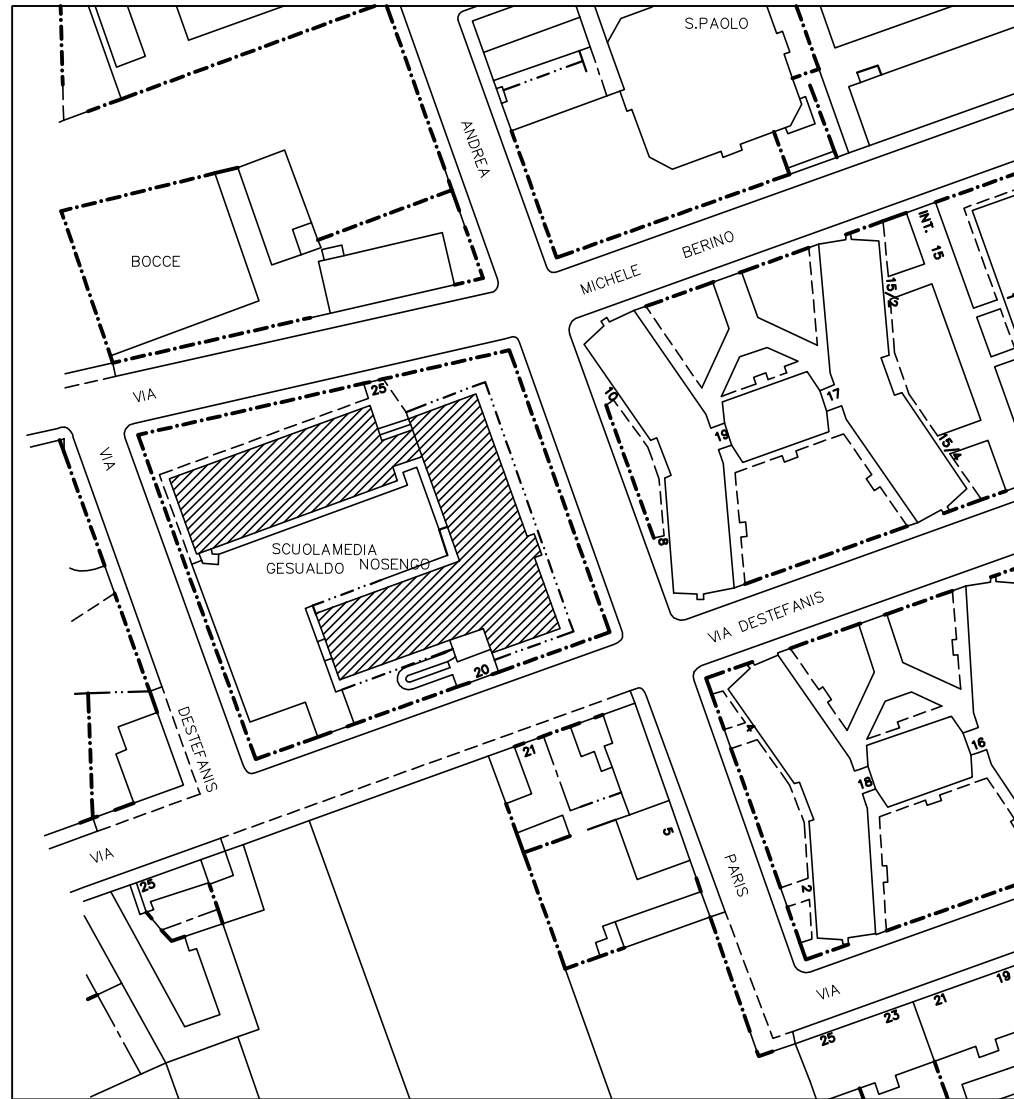 S.PAOLO
ANDREA
INT. 15
BERINO
MICHELE
BOCCE
15/2
VIA
25
10
17
19
VIA
15/4
SCUOLAMEDIA
GESUALDO NOSENGO
8
VIA DESTEFANIS
20
DESTEFANIS
4
21
16
18
5
VIA
PARIS
25
2
VIA
19
21
23
25